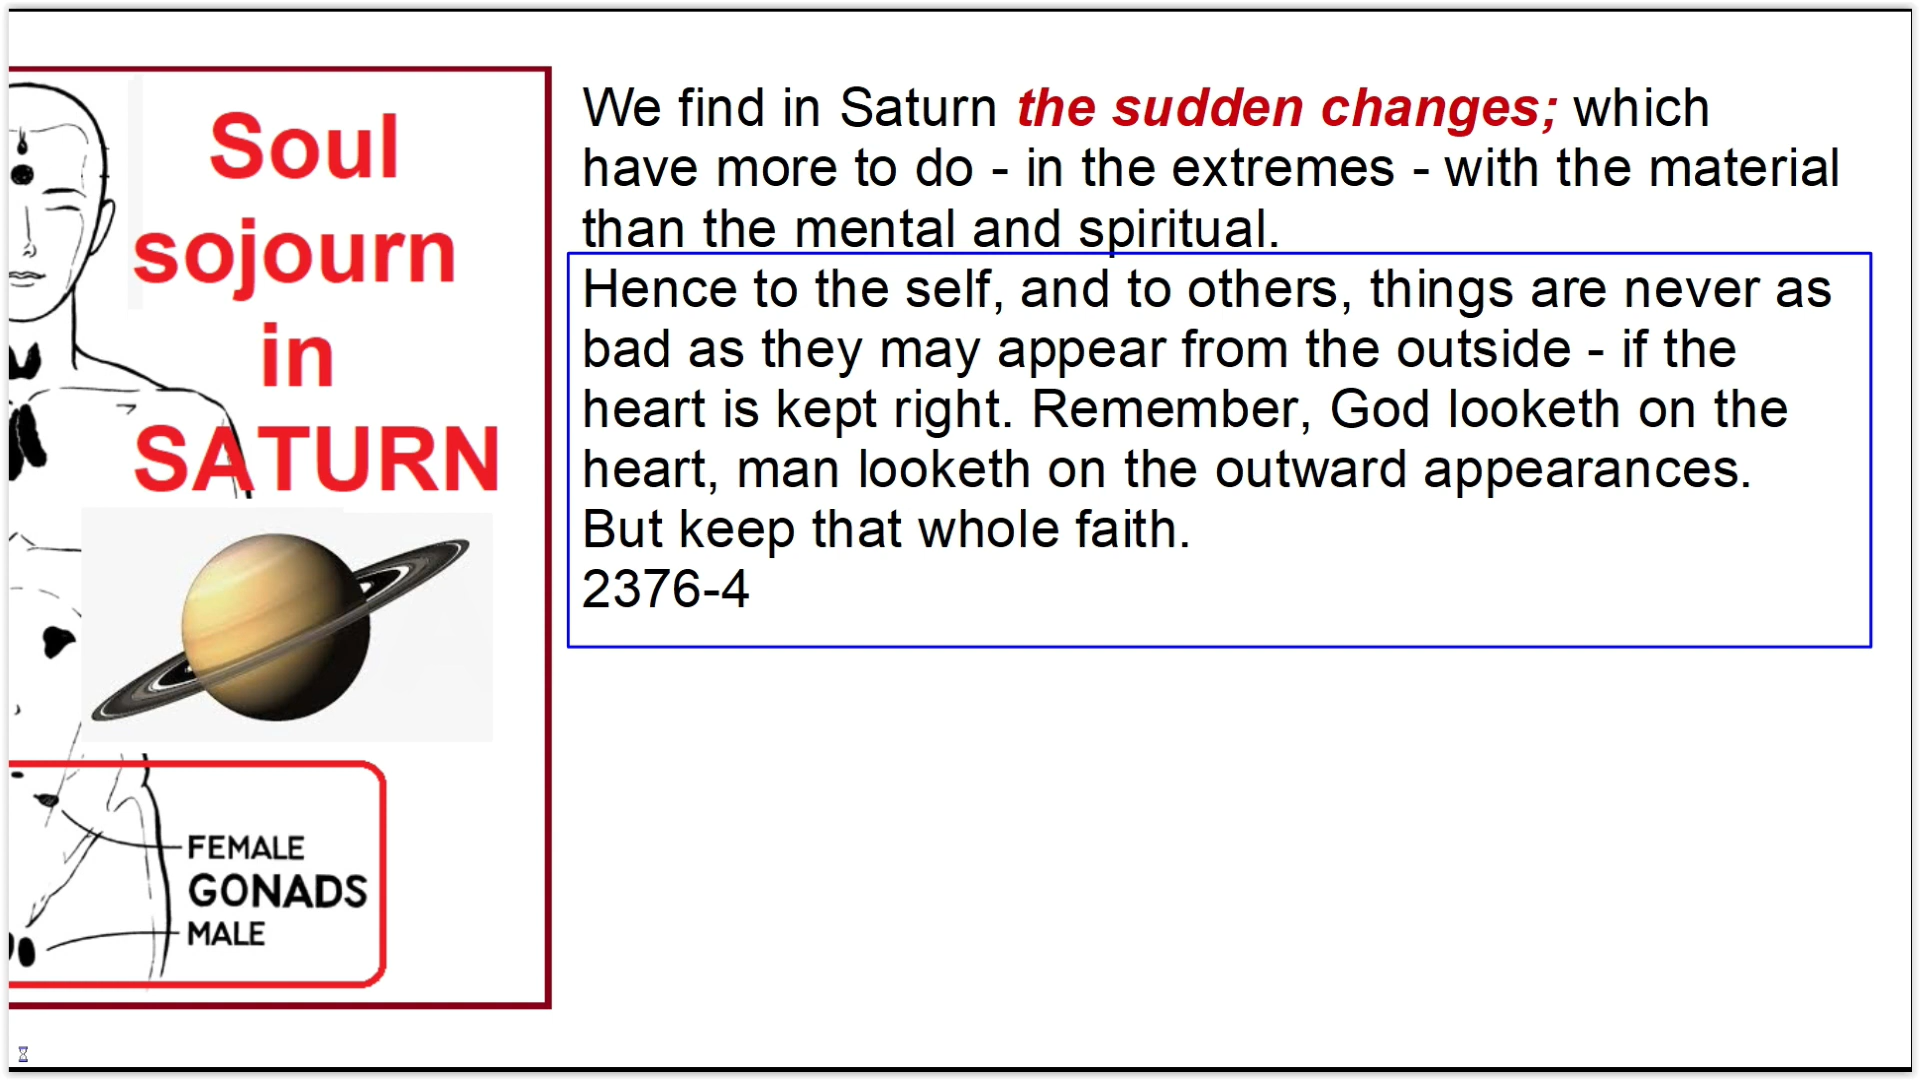 Soul
sojourn
in
SATURN
FEMALE
GONADS
MALE
We find in Saturn the sudden changes; which
have more to do - in the extremes - with the material
than the mental and spiritual.
Hence to the self, and to others, things are never as
bad as they may appear from the outside - if the
heart is kept right. Remember, God looketh on the
heart, man looketh on the outward appearances.
But keep that whole faith.
2376-4